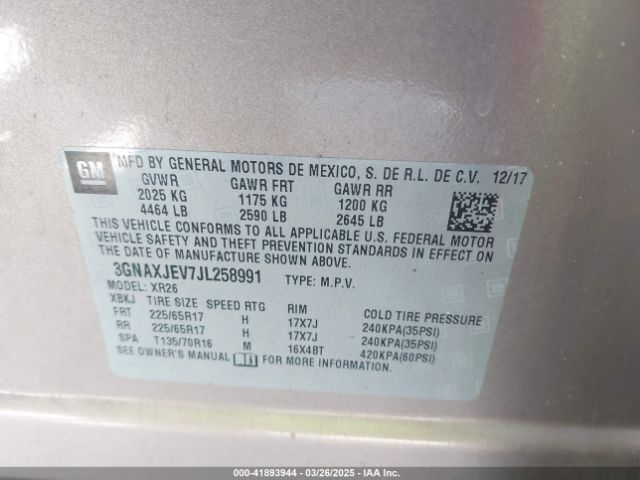 GM
MFD BY GENERAL MOTORS DE MEXICO, S. DE R.L. DE C.V. 12/17
GVWR GAWR FRT GAWR RR
2025 KG 1175 KG 1200 KG
4464 LB 2590 LB 2645 LB
THIS VEHICLE CONFORMS TO ALL APPLICABLE U.S. FEDERAL MOTOR
VEHICLE SAFETY AND THEFT PREVENTION STANDARDS IN EFFECT ON
THE DATE OF MANUFACTURE SHOWN ABOVE.
3GNAXJEV7JL258991 TYPE: M.P.V.
MODEL: XR26
XBKJ TIRE SIZE SPEED RTG RIM COLD TIRE PRESSURE
FRT 225/65R17 H 17X7J 240KPA(35PSI)
RR 225/65R17 H 17X7J 240KPA(35PSI)
SPA T135/70R16 M 16X4BT 420KPA(60PSI)
SEE OWNER'S MANUAL FOR MORE INFORMATION.
000-41893944 | 03/26/2025 | IAAI.COM